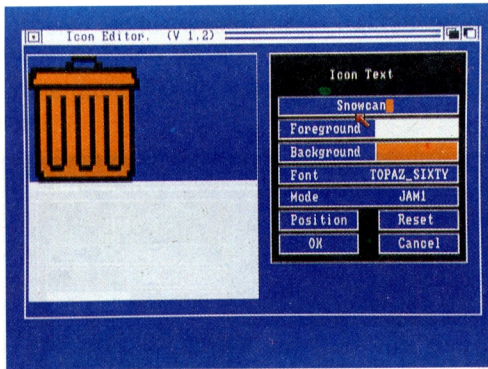 Icon Editor. (V 1.2)
Icon Text
Snowcan
Foreground
Background
Font TOPAZ_SIXTY
Mode JAM1
Position Reset
OK Cancel